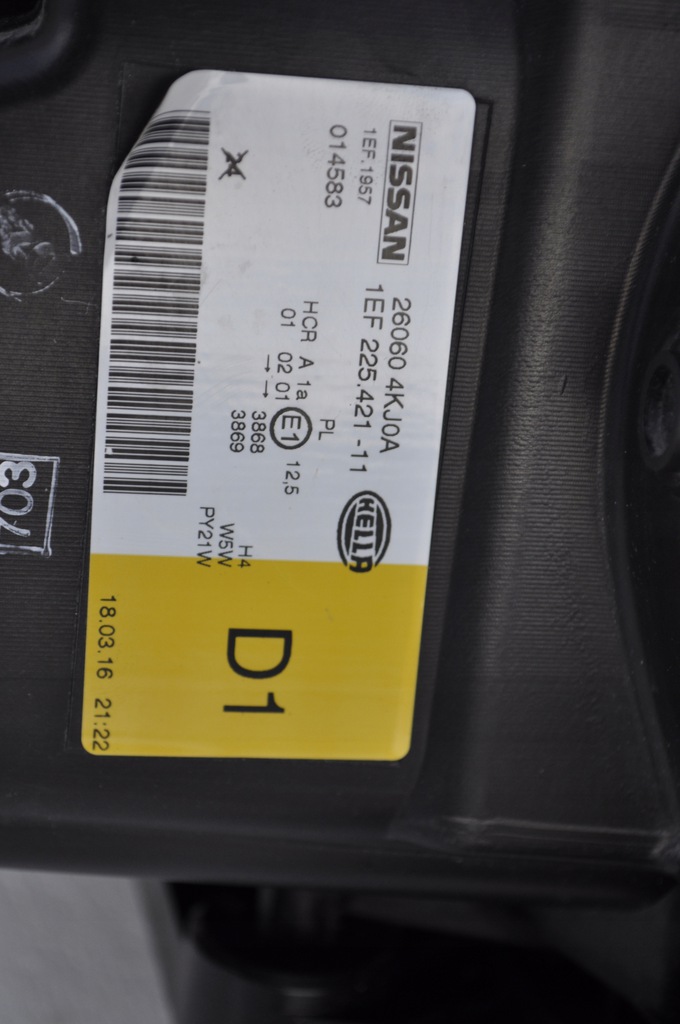 NISSAN 26060 4KJ0A
1EF.1957 1EF 225.421 -11
014583
HELLA
PL
HCR A 1a E1 12,5
01 02 01 3868
→
→ 3869
H4
W5W
PY21W
D1
18.03.16 21:22
703